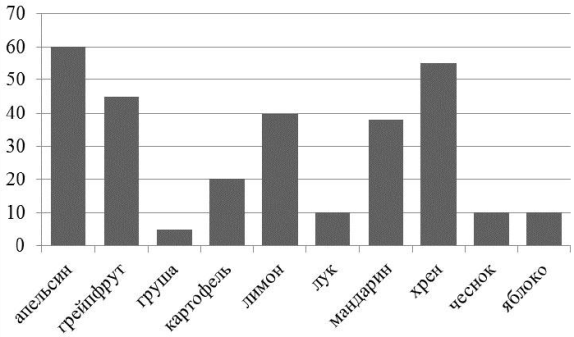 70
60
50
40
30
20
10
0
апельсин
грейпфрут
груша
картофель
лимон
лук
мандарин
хрен
чеснок
яблоко